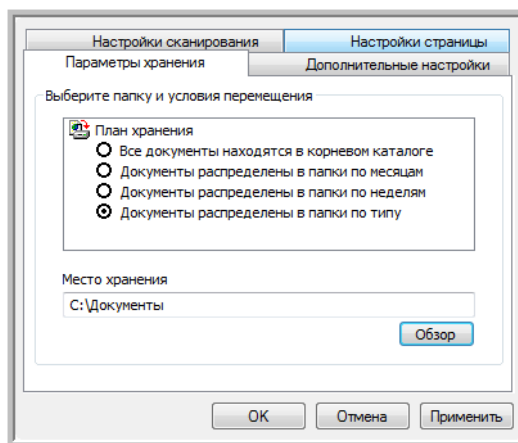 Настройки сканирования Настройки страницы
Параметры хранения Дополнительные настройки
Выберите папку и условия перемещения
План хранения
Все документы находятся в корневом каталоге
Документы распределены в папки по месяцам
Документы распределены в папки по неделям
Документы распределены в папки по типу
Место хранения
C:\Документы
Обзор
OK Отмена Применить